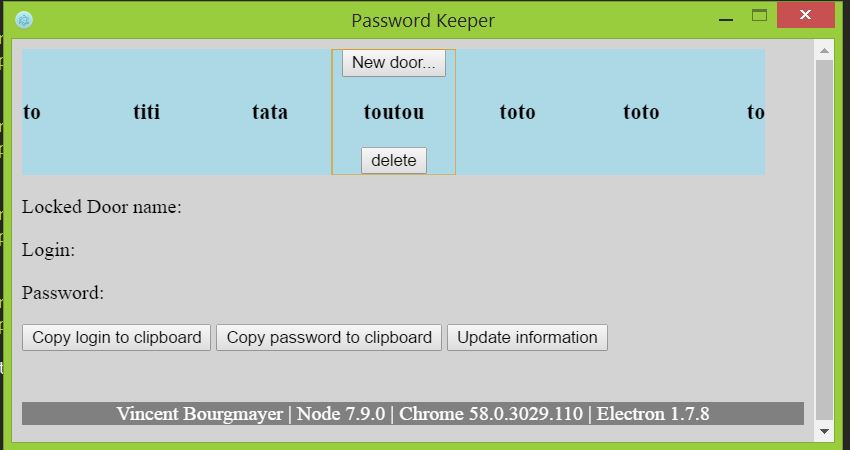 Password Keeper
New door...
to titi tata toutou toto toto to
delete
Locked Door name:
Login:
Password:
Copy login to clipboard Copy password to clipboard Update information
Vincent Bourgmayer | Node 7.9.0 | Chrome 58.0.3029.110 | Electron 1.7.8